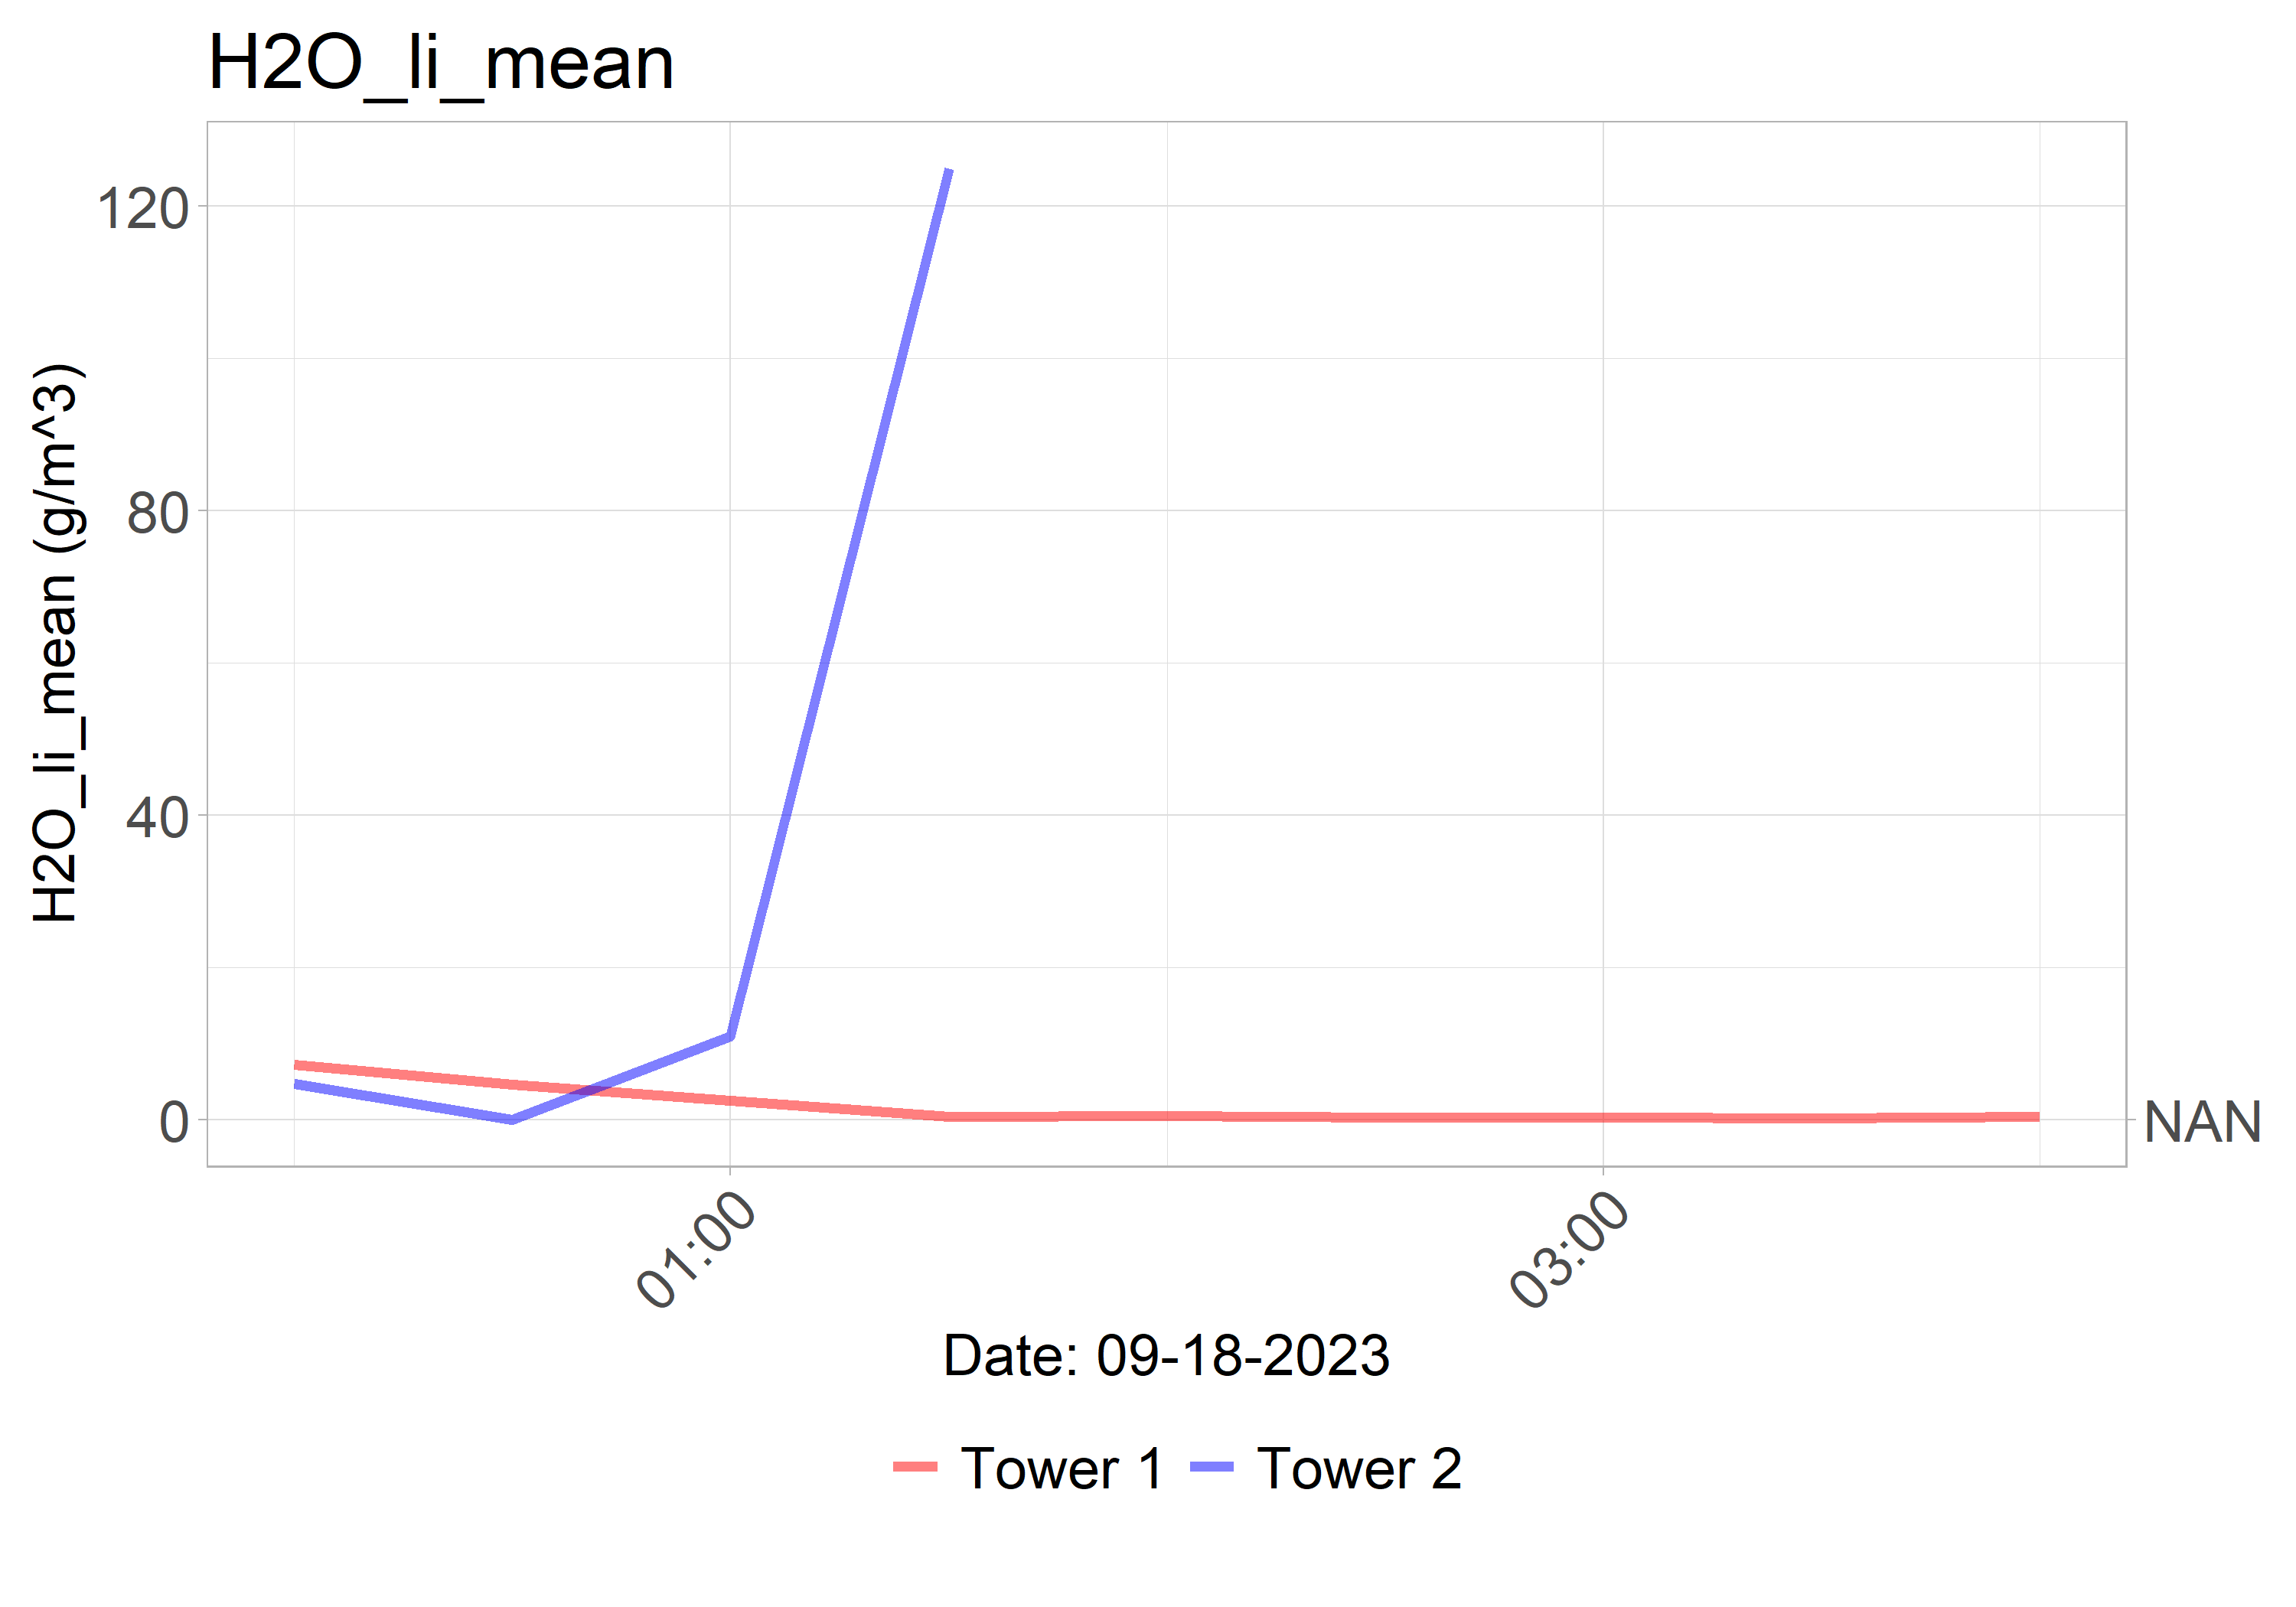 H2O_li_mean
H2O_li_mean (g/m^3)
120
80
40
0
NAN
01:00
03:00
Date: 09-18-2023
Tower 1
Tower 2